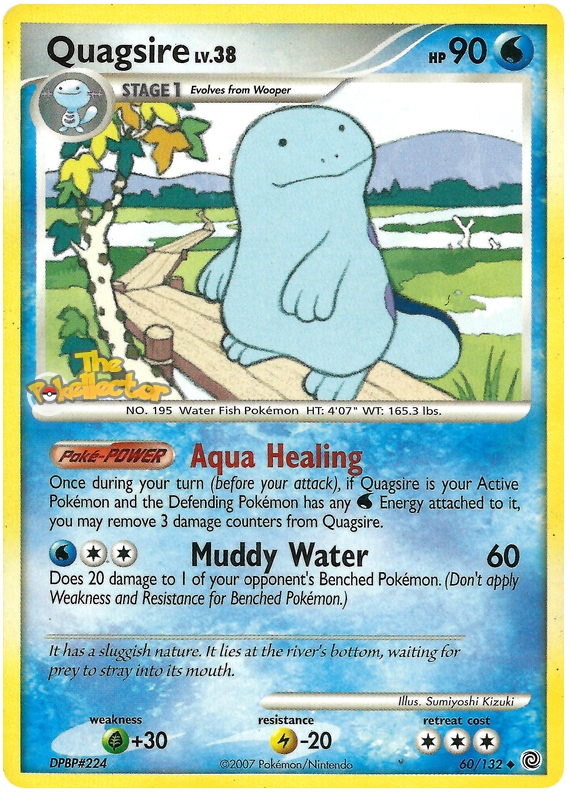 Quagsire LV.38
HP 90
STAGE 1 Evolves from Wooper
The
Pokéllector
NO. 195 Water Fish Pokémon HT: 4'07" WT: 165.3 lbs.
Poké-POWER Aqua Healing
Once during your turn (before your attack), if Quagsire is your Active
Pokémon and the Defending Pokémon has any Energy attached to it,
you may remove 3 damage counters from Quagsire.
Muddy Water 60
Does 20 damage to 1 of your opponent's Benched Pokémon. (Don't apply
Weakness and Resistance for Benched Pokémon.)
It has a sluggish nature. It lies at the river's bottom, waiting for
prey to stray into its mouth.
Illus. Sumiyoshi Kizuki
weakness resistance retreat cost
+30 -20
DPBP#224 ©2007 Pokémon/Nintendo 60/132